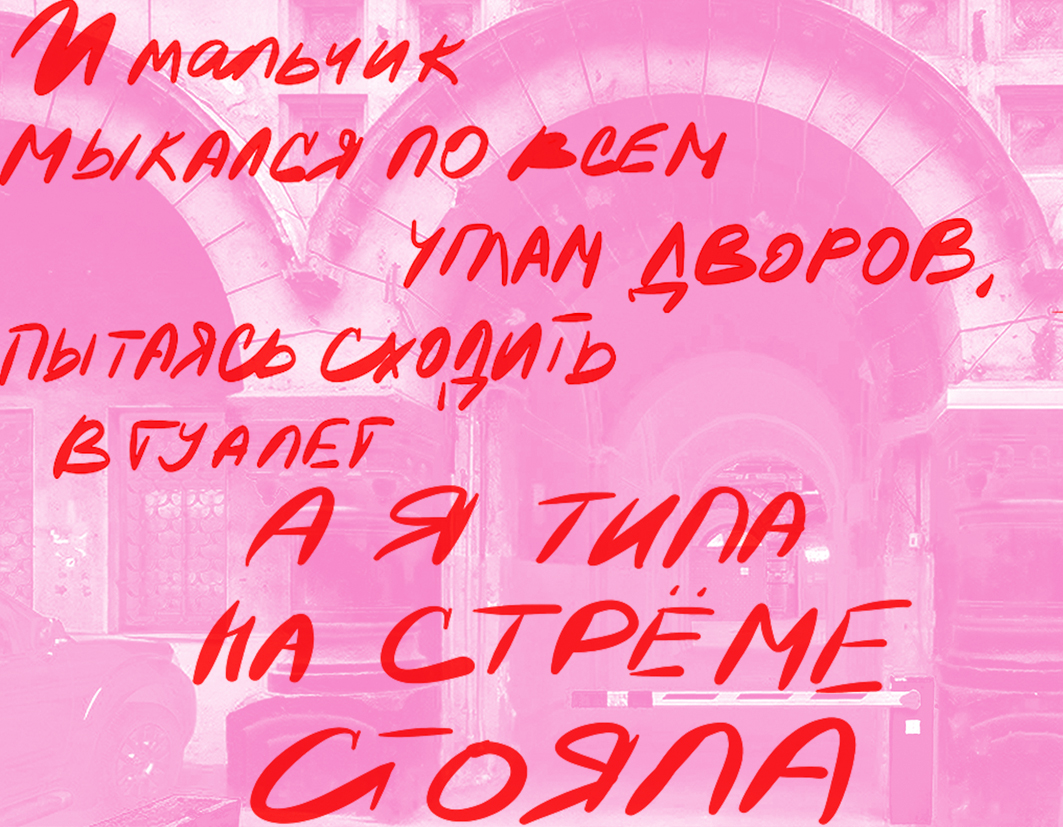 И мальчик
МЫКАЛСЯ ПО ВСЕМ
УГЛАМ ДВОРОВ,
ПЫТАЯСЬ СХОДИТЬ
В ТУАЛЕТ
А Я ТИПА
НА СТРЁМЕ
СТОЯЛА